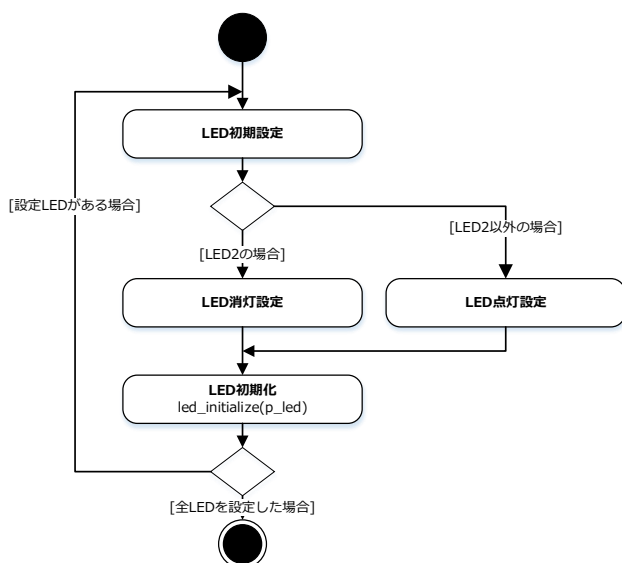 LED初期設定
[設定LEDがある場合]
[LED2以外の場合]
[LED2の場合]
LED消灯設定
LED点灯設定
LED初期化
led_initialize(p_led)
[全LEDを設定した場合]